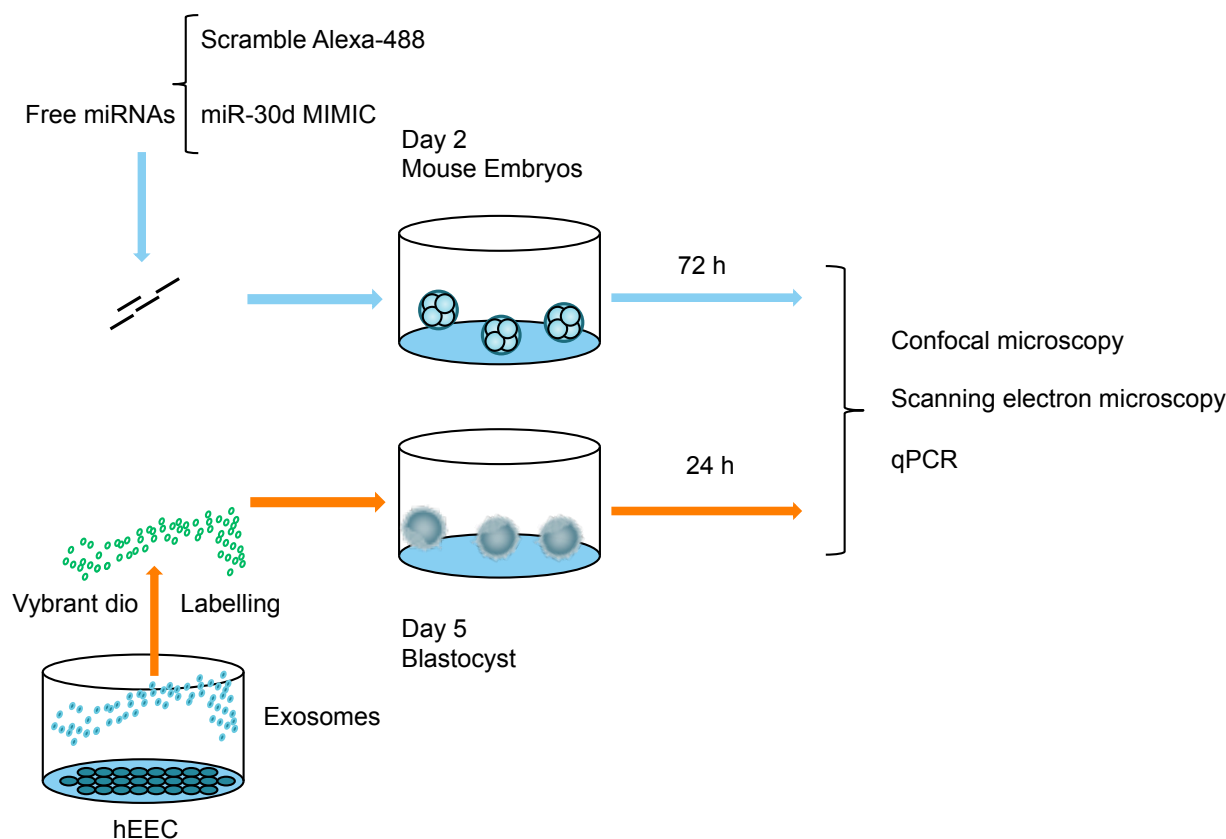 Scramble Alexa-488
Free miRNAs
miR-30d MIMIC
Day 2
Mouse Embryos
72 h
Confocal microscopy
Scanning electron microscopy
qPCR
24 h
Vybrant dio Labelling
Day 5
Blastocyst
Exosomes
hEEC